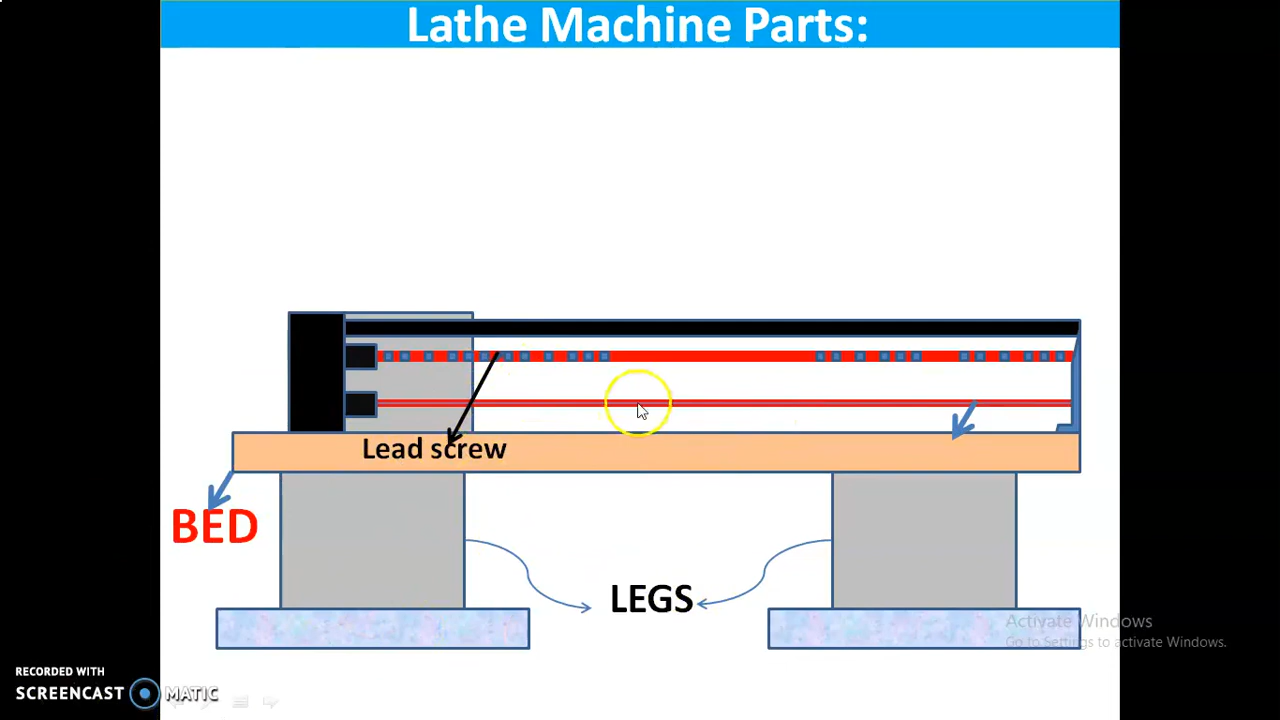 Lathe Machine Parts:
Lead screw
BED
LEGS
Activate Windows
Go to Settings to activate Windows.
RECORDED WITH
SCREENCAST MATIC